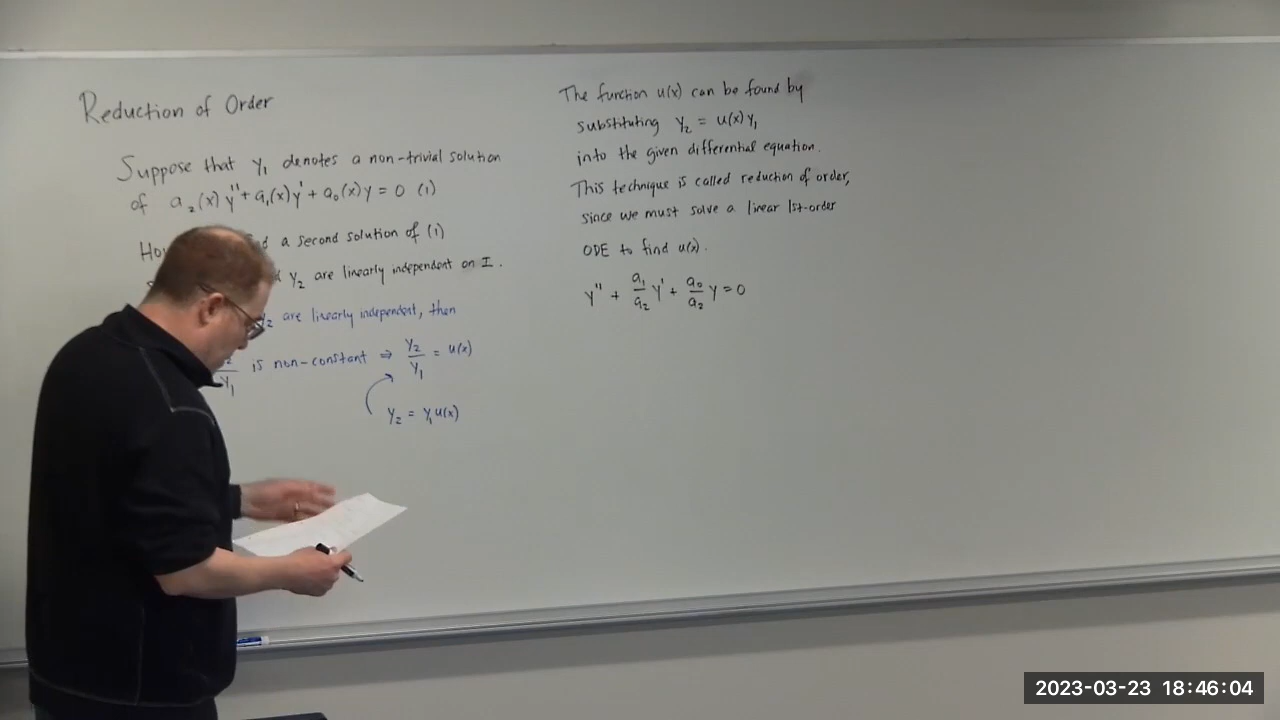 Reduction of Order
Suppose that y₁ denotes a non-trivial solution
of a₂(x)y'' + a₁(x)y' + a₀(x)y = 0 (1)
a second solution of (1)
y₂ are linearly independent on I.
are linearly independent, then
y₁ is non-constant ⇒ y₂/y₁ = u(x)
y₂ = y₁u(x)
The function u(x) can be found by
substituting y₂ = u(x)y₁
into the given differential equation.
This technique is called reduction of order,
since we must solve a linear 1st-order
ODE to find u(x).
y'' + a₁/a₂ y' + a₀/a₂ y = 0
2023-03-23 18:46:04